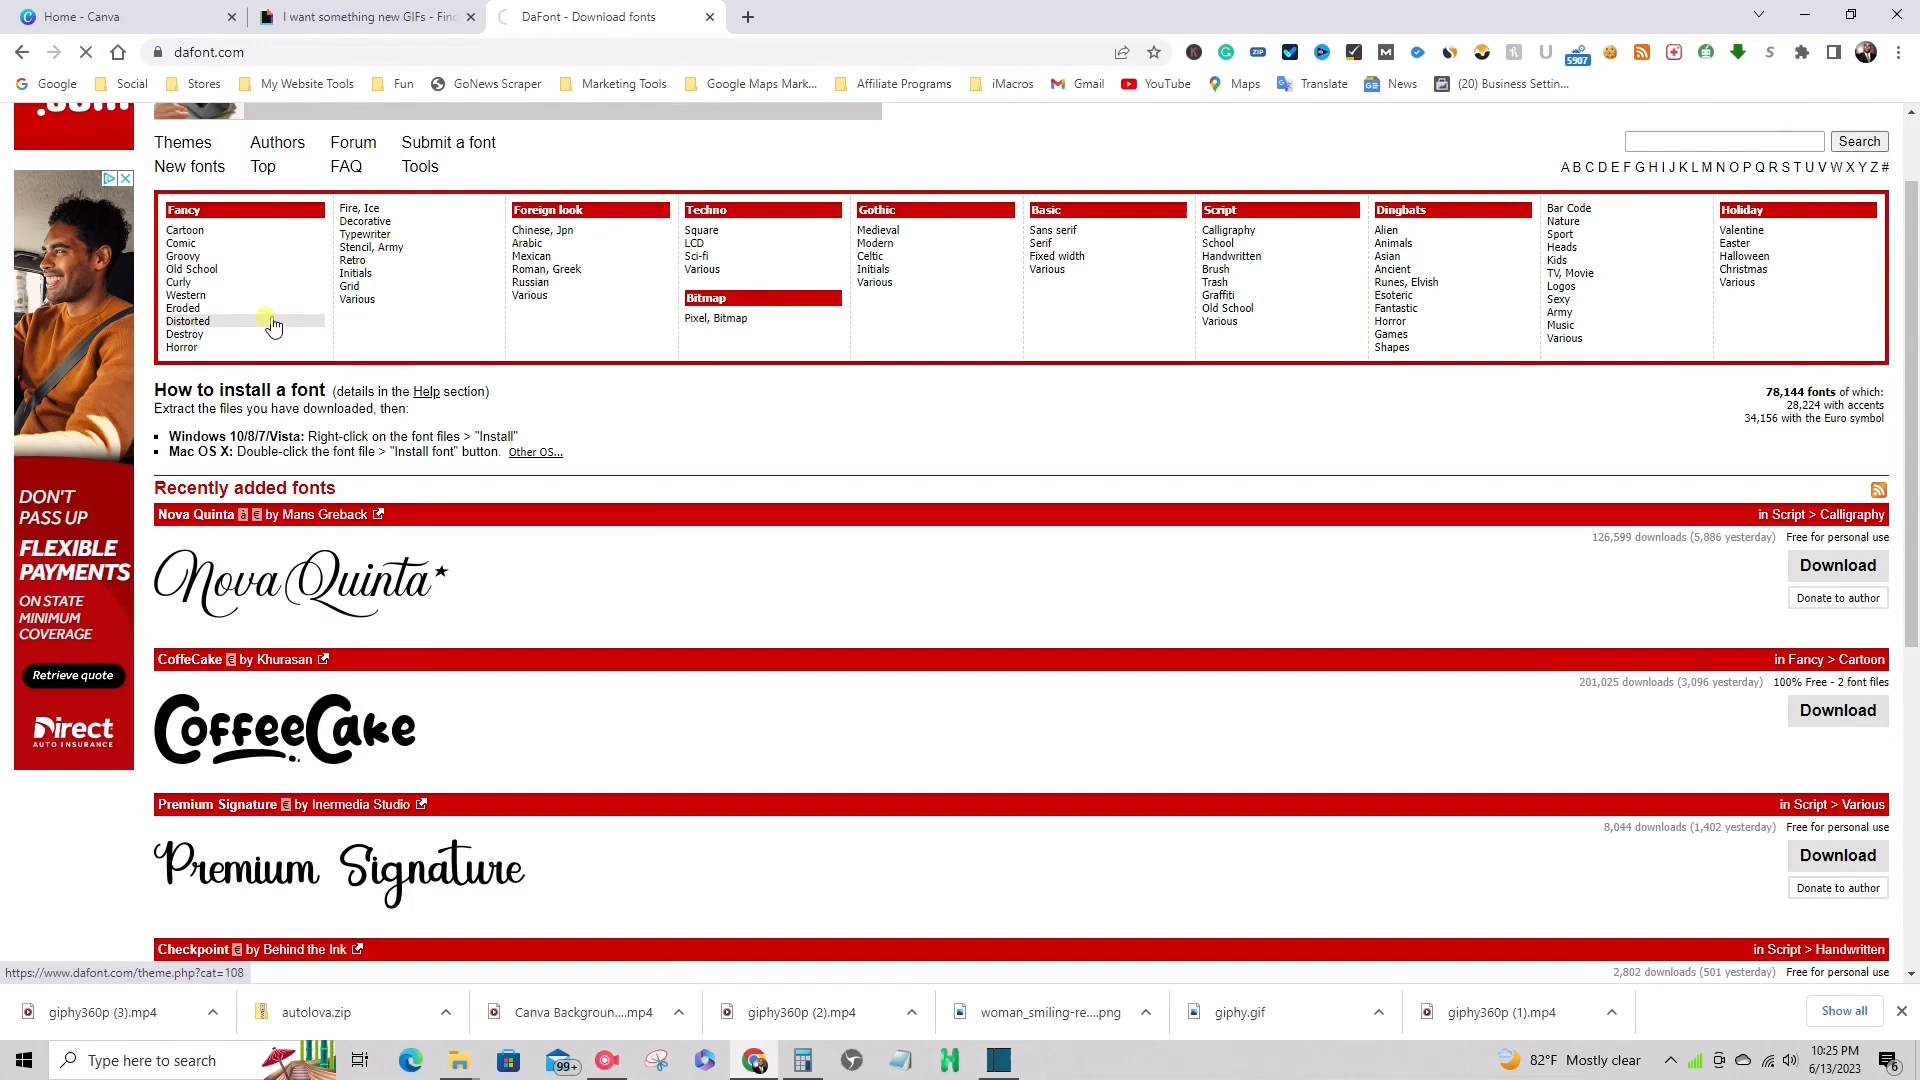 Home - Canva
I want something new GIFs - Finc
DaFont - Download fonts
dafont.com
5907
Google
Social
Stores
My Website Tools
Fun
GoNews Scraper
Marketing Tools
Google Maps Mark...
Affiliate Programs
iMacros
Gmail
YouTube
Maps
Translate
News
(20) Business Settin...
.com
Themes Authors Forum Submit a font
New fonts Top FAQ Tools
Search
A B C D E F G H I J K L M N O P Q R S T U V W X Y Z #
Fancy
Cartoon
Comic
Groovy
Old School
Curly
Western
Eroded
Distorted
Destroy
Horror
Fire, Ice
Decorative
Typewriter
Stencil, Army
Retro
Initials
Grid
Various
Foreign look
Chinese, Jpn
Arabic
Mexican
Roman, Greek
Russian
Various
Techno
Square
LCD
Sci-fi
Various
Bitmap
Pixel, Bitmap
Gothic
Medieval
Modern
Celtic
Initials
Various
Basic
Sans serif
Serif
Fixed width
Various
Script
Calligraphy
School
Handwritten
Brush
Trash
Graffiti
Old School
Various
Dingbats
Alien
Animals
Asian
Ancient
Runes, Elvish
Esoteric
Fantastic
Horror
Games
Shapes
Bar Code
Nature
Sport
Heads
Kids
TV, Movie
Logos
Sexy
Army
Music
Various
Holiday
Valentine
Easter
Halloween
Christmas
Various
How to install a font (details in the Help section)
Extract the files you have downloaded, then:
Windows 10/8/7/Vista: Right-click on the font files > "Install"
Mac OS X: Double-click the font file > "Install font" button. Other OS...
78,144 fonts of which:
28,224 with accents
34,156 with the Euro symbol
DON'T
PASS UP
FLEXIBLE
PAYMENTS
ON STATE
MINIMUM
COVERAGE
Retrieve quote
Direct
AUTO INSURANCE
Recently added fonts
Nova Quinta à € by Mans Greback
in Script > Calligraphy
126,599 downloads (5,886 yesterday) Free for personal use
Nova Quinta*
Download
Donate to author
CoffeCake € by Khurasan
in Fancy > Cartoon
201,025 downloads (3,096 yesterday) 100% Free - 2 font files
CoffeeCake
Download
Premium Signature € by Inermedia Studio
in Script > Various
8,044 downloads (1,402 yesterday) Free for personal use
Premium Signature
Download
Donate to author
Checkpoint € by Behind the Ink
in Script > Handwritten
https://www.dafont.com/theme.php?cat=108
2,802 downloads (501 yesterday) Free for personal use
giphy360p (3).mp4
autolova.zip
Canva Backgroun....mp4
giphy360p (2).mp4
woman_smiling-re....png
giphy.gif
giphy360p (1).mp4
Show all
Type here to search
99+
82°F Mostly clear
10:25 PM
6/13/2023
6